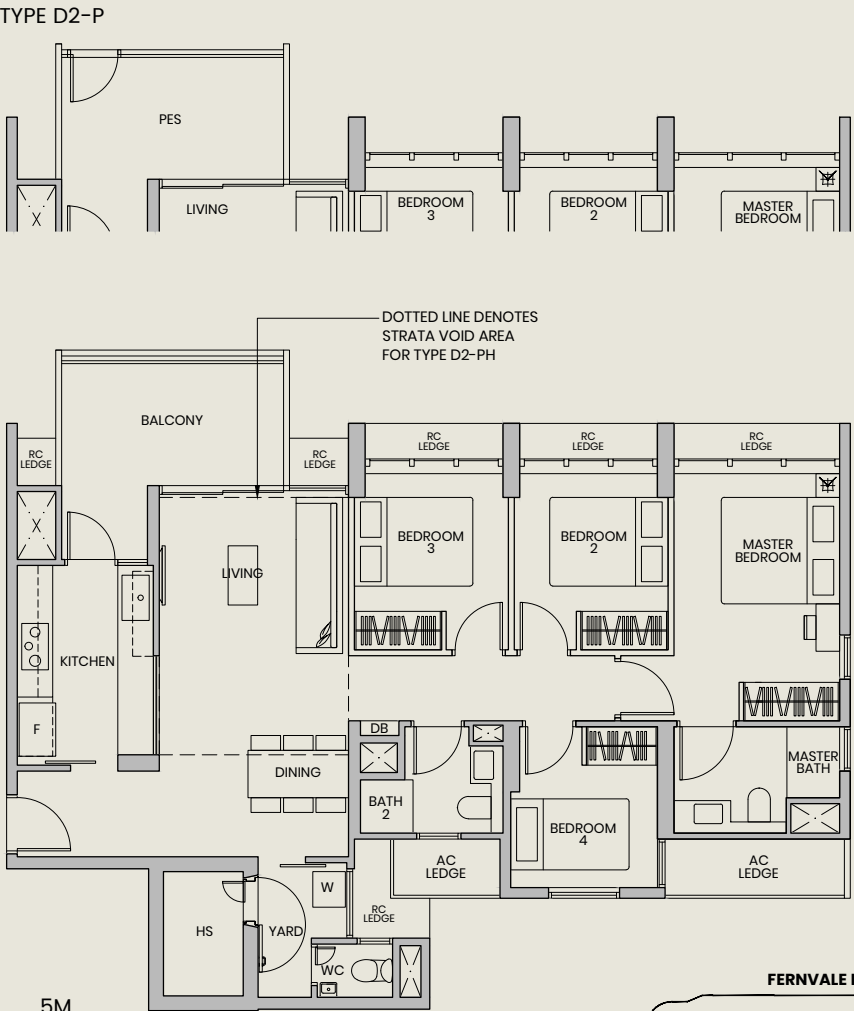 TYPE D2-P
PES
LIVING
BEDROOM
3
BEDROOM
2
MASTER
BEDROOM
X
DOTTED LINE DENOTES
STRATA VOID AREA
FOR TYPE D2-PH
BALCONY
RC
LEDGE
RC
LEDGE
RC
LEDGE
RC
LEDGE
RC
LEDGE
X
BEDROOM
3
BEDROOM
2
MASTER
BEDROOM
LIVING
KITCHEN
F
DB
DINING
BATH
2
BEDROOM
4
MASTER
BATH
AC
LEDGE
AC
LEDGE
W
RC
LEDGE
HS
YARD
WC
5M
FERNVALE